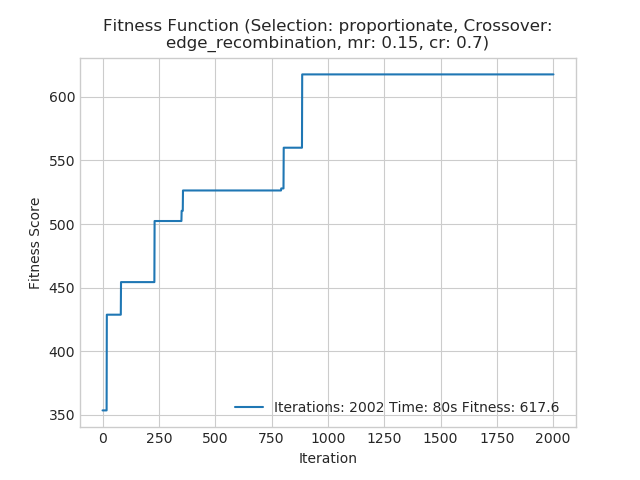 Fitness Function (Selection: proportionate, Crossover:
edge_recombination, mr: 0.15, cr: 0.7)
Fitness Score
600
550
500
450
400
350
Iterations: 2002 Time: 80s Fitness: 617.6
0 250 500 750 1000 1250 1500 1750 2000
Iteration